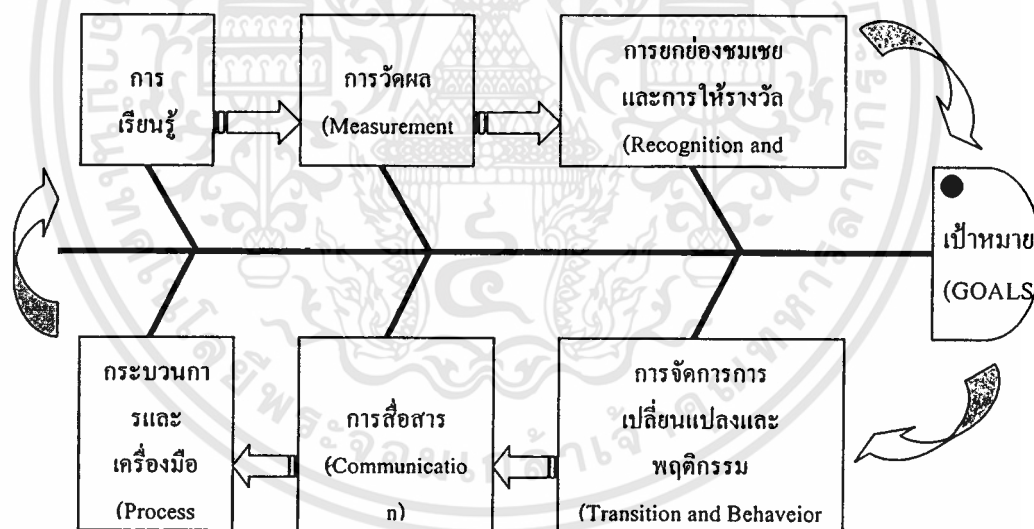 การ
เรียนรู้
การวัดผล
(Measurement
การยกย่องชมเชย
และการให้รางวัล
(Recognition and
เป้าหมาย
(GOALS
กระบวนกา
รและ
เครื่องมือ
(Process
การสื่อสาร
(Communicatio
n)
การจัดการการ
เปลี่ยนแปลงและ
พฤติกรรม
(Transition and Behaveior